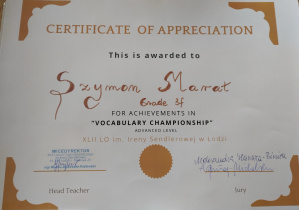 CERTIFICATE OF APPRECIATION
This is awarded to
Szymon Marat
Grade 3f
FOR ACHIEVEMENTS IN
"VOCABULARY CHAMPIONSHIP"
ADVANCED LEVEL
XLII LO im. Ireny Sendlerowej w Łodzi
WICEDYREKTOR
Head Teacher
Jury